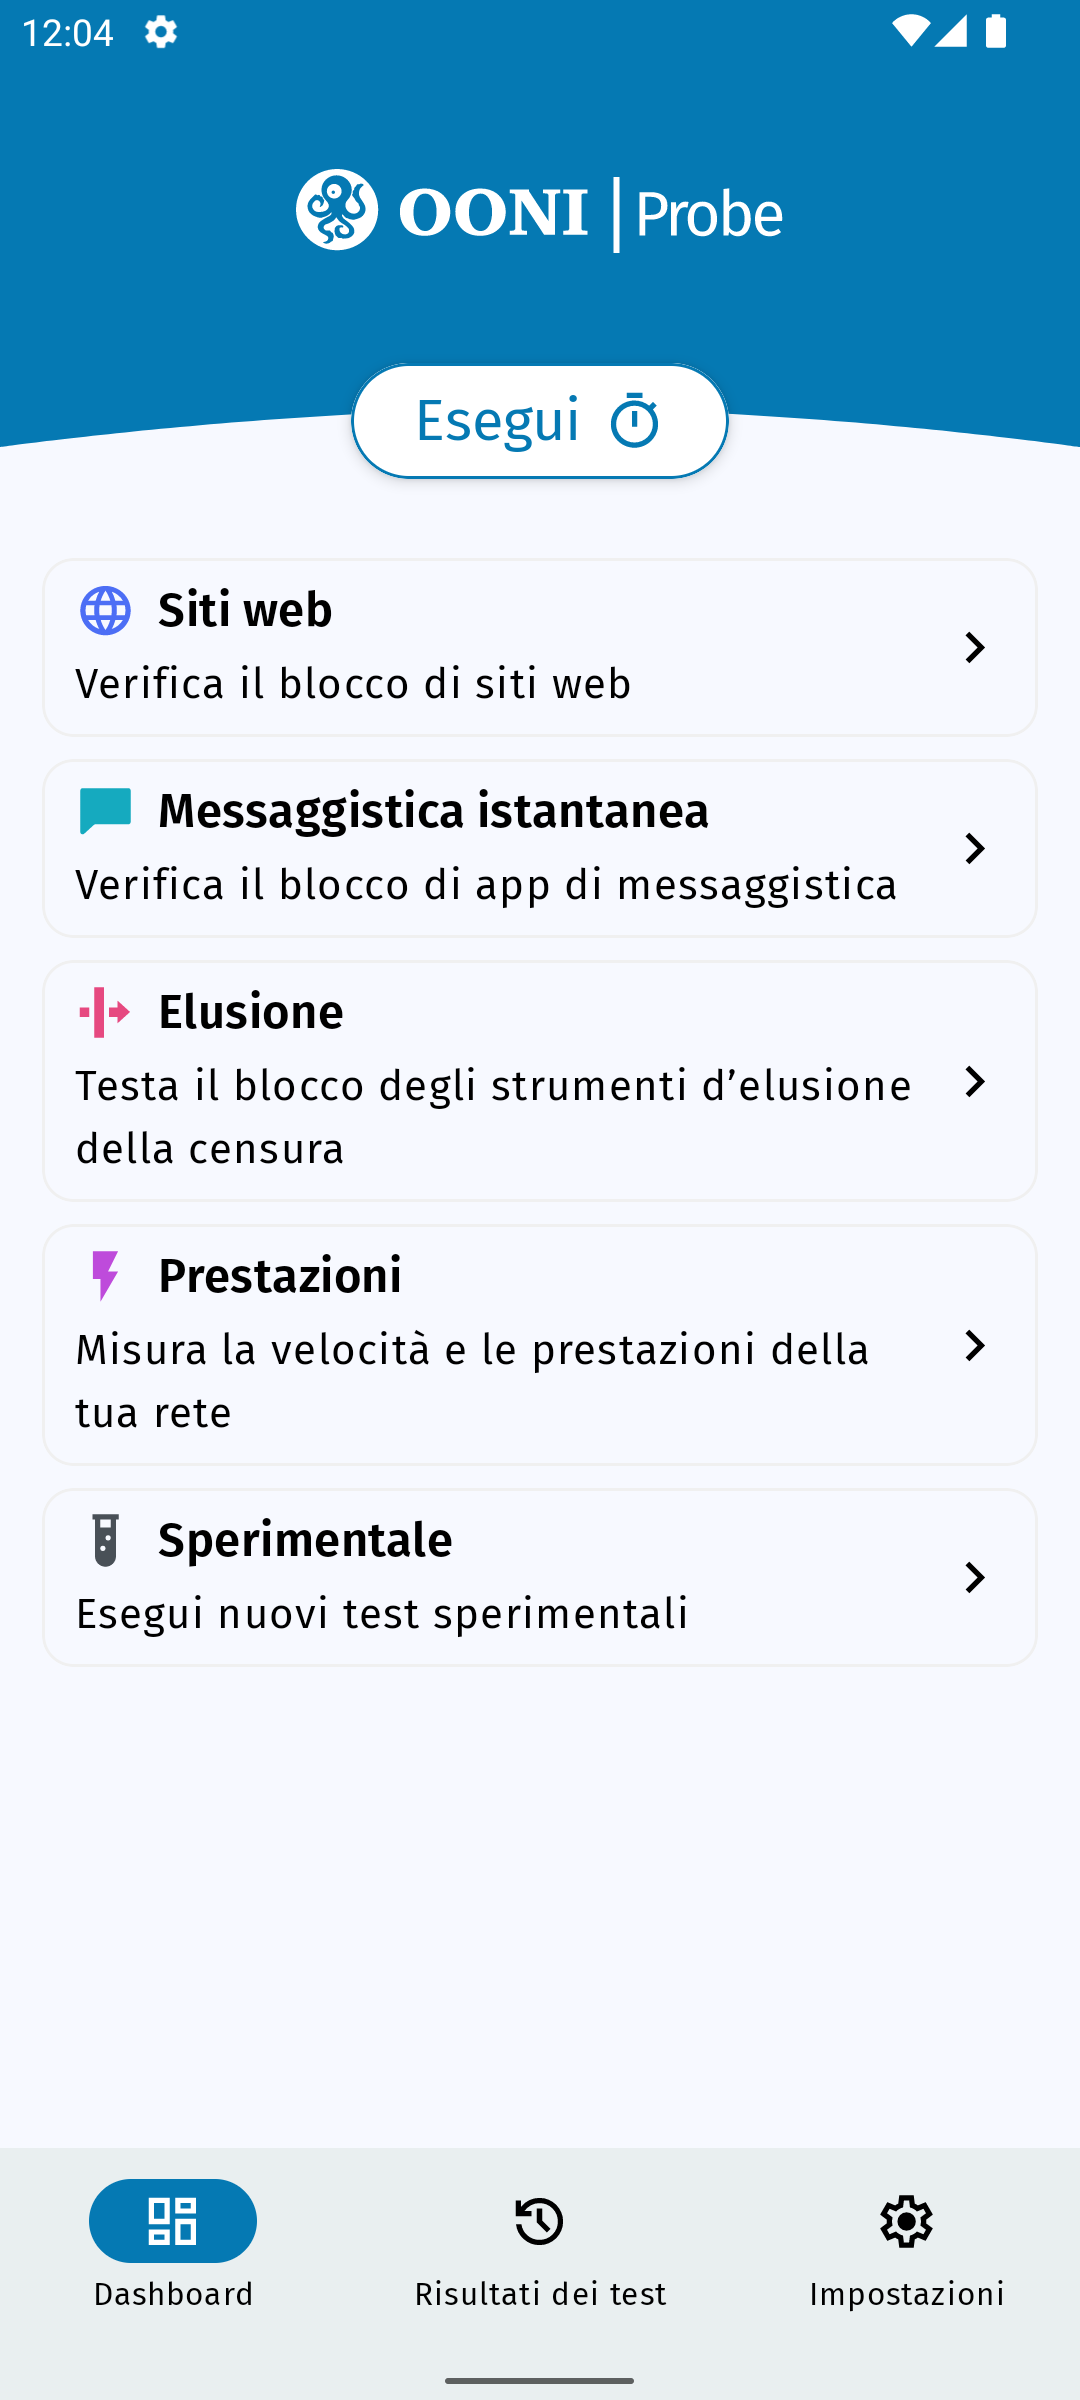 12:04
OONI | Probe
Esegui
Siti web
Verifica il blocco di siti web
Messaggistica istantanea
Verifica il blocco di app di messaggistica
Elusione
Testa il blocco degli strumenti d’elusione
della censura
Prestazioni
Misura la velocità e le prestazioni della
tua rete
Sperimentale
Esegui nuovi test sperimentali
Dashboard
Risultati dei test
Impostazioni